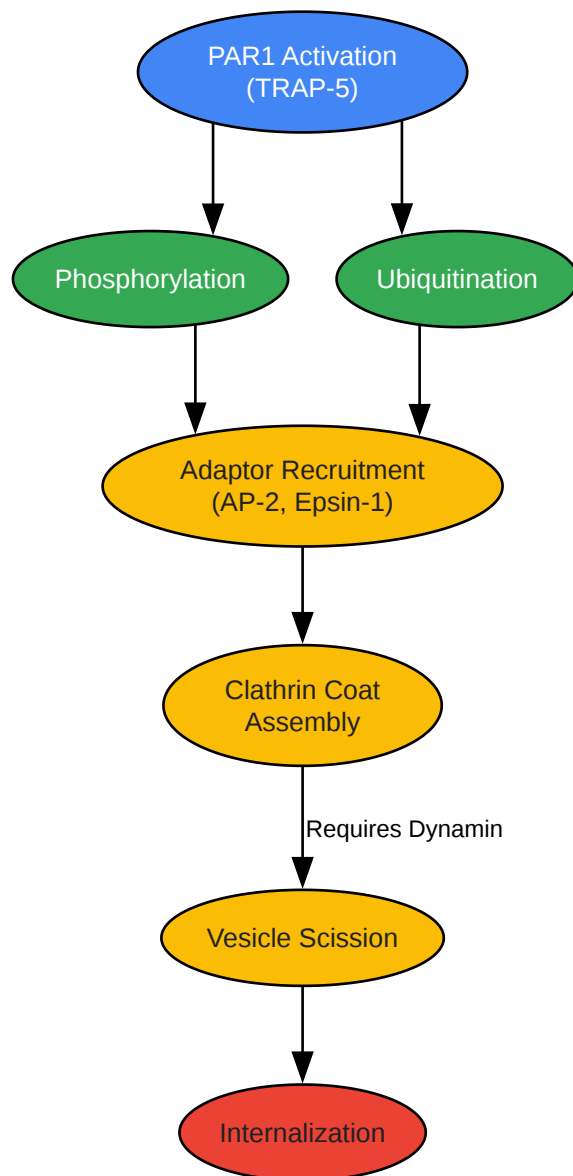 PAR1 Activation
(TRAP-5)
Phosphorylation
Ubiquitination
Adaptor Recruitment
(AP-2, Epsin-1)
Clathrin Coat
Assembly
Requires Dynamin
Vesicle Scission
Internalization